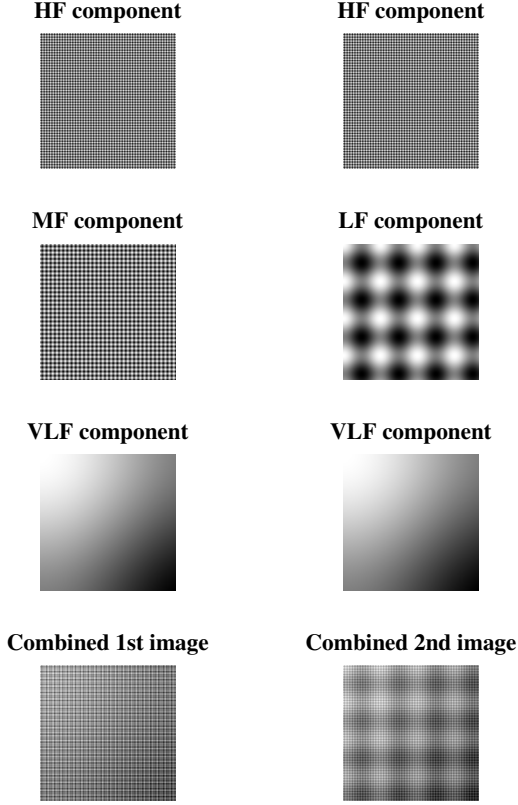 HF component HF component
MF component LF component
VLF component VLF component
Combined 1st image Combined 2nd image